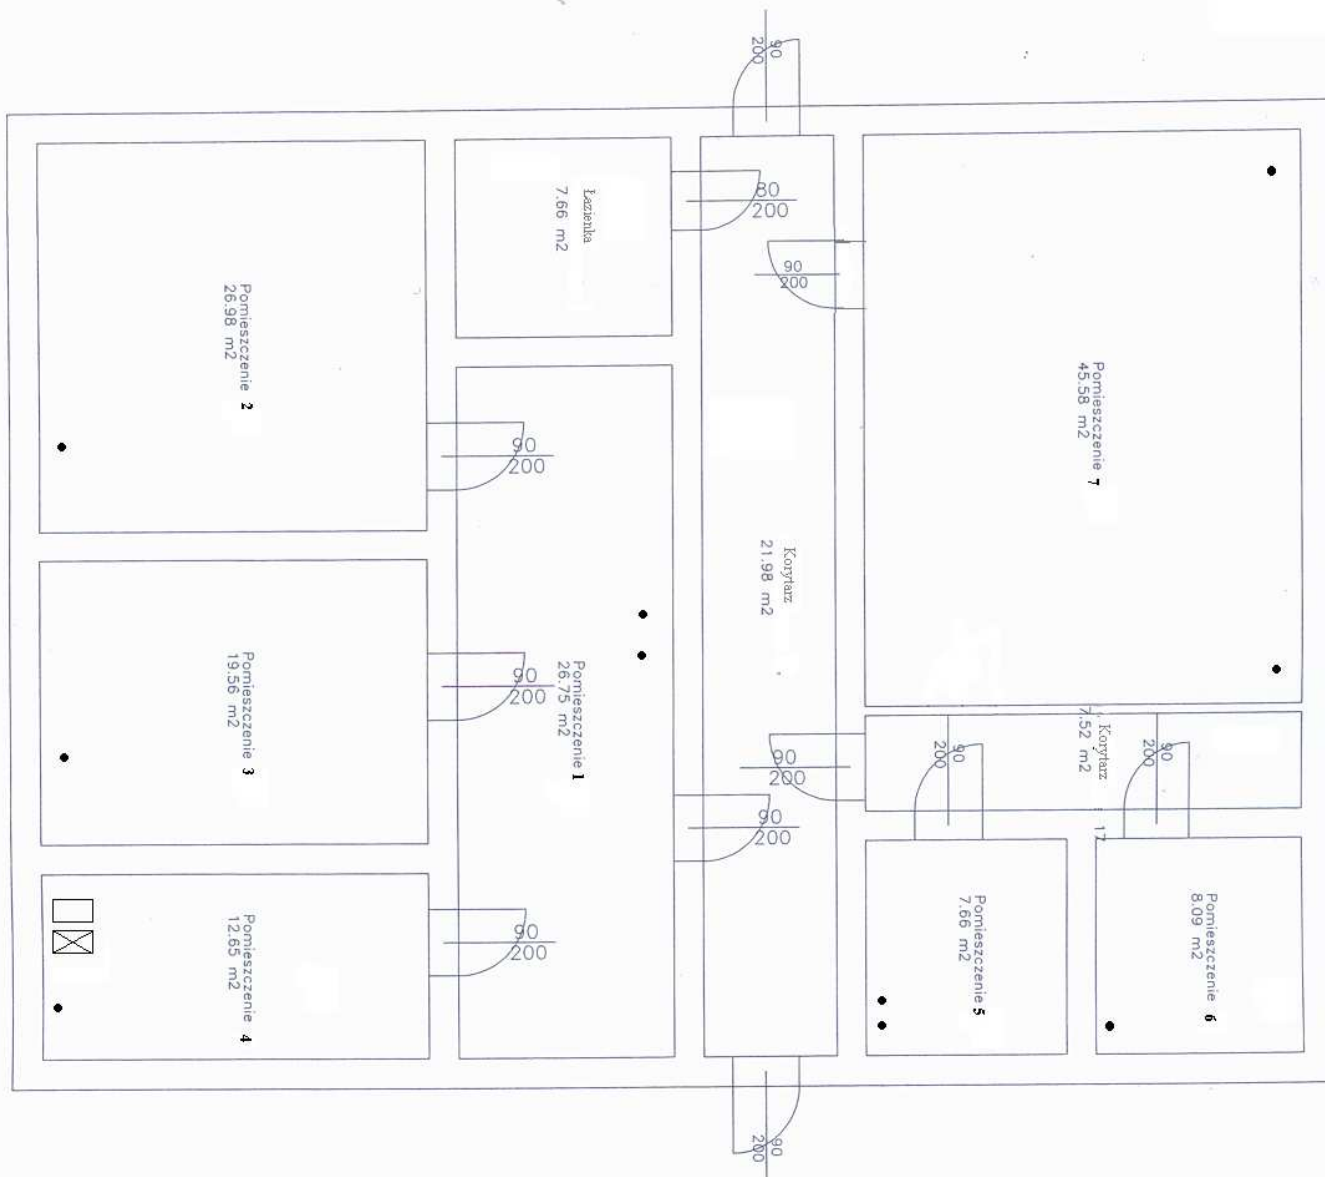 90
200
Łazienka
7.66 m2
80
200
90
200
Pomieszczenie 2
26.98 m2
Pomieszczenie 7
45.58 m2
90
200
Korytarz
21.98 m2
Pomieszczenie 3
19.56 m2
90
200
Pomieszczenie 1
26.75 m2
90
200
Korytarz
7.52 m2
90
200
90
200
90
200
17
Pomieszczenie 4
12.65 m2
90
200
Pomieszczenie 5
7.66 m2
Pomieszczenie 6
8.09 m2
90
200